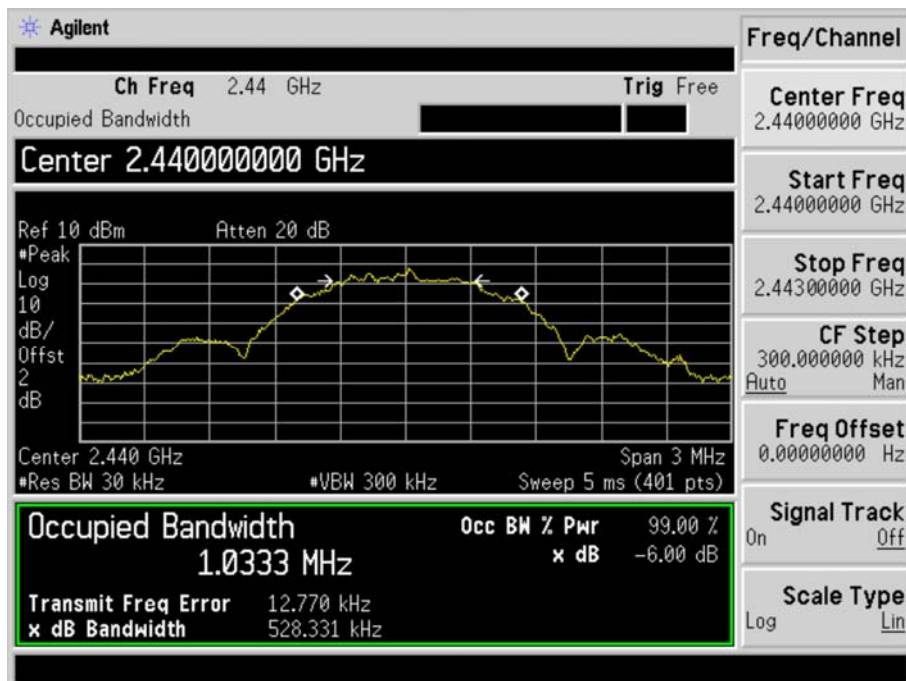 Agilent
Freq/Channel
Ch Freq 2.44 GHz Trig Free
Occupied Bandwidth
Center 2.440000000 GHz
Ref 10 dBm Atten 20 dB
#Peak
Log
10
dB/
Offst
2
dB
Center 2.440 GHz Span 3 MHz
#Res BW 30 kHz #VBW 300 kHz Sweep 5 ms (401 pts)
Occupied Bandwidth
1.0333 MHz
Occ BW % Pwr 99.00 %
x dB -6.00 dB
Transmit Freq Error 12.770 kHz
x dB Bandwidth 528.331 kHz
Center Freq
2.44000000 GHz
Start Freq
2.44000000 GHz
Stop Freq
2.44300000 GHz
CF Step
300.000000 kHz
Auto Man
Freq Offset
0.00000000 Hz
Signal Track
On Off
Scale Type
Log Lin